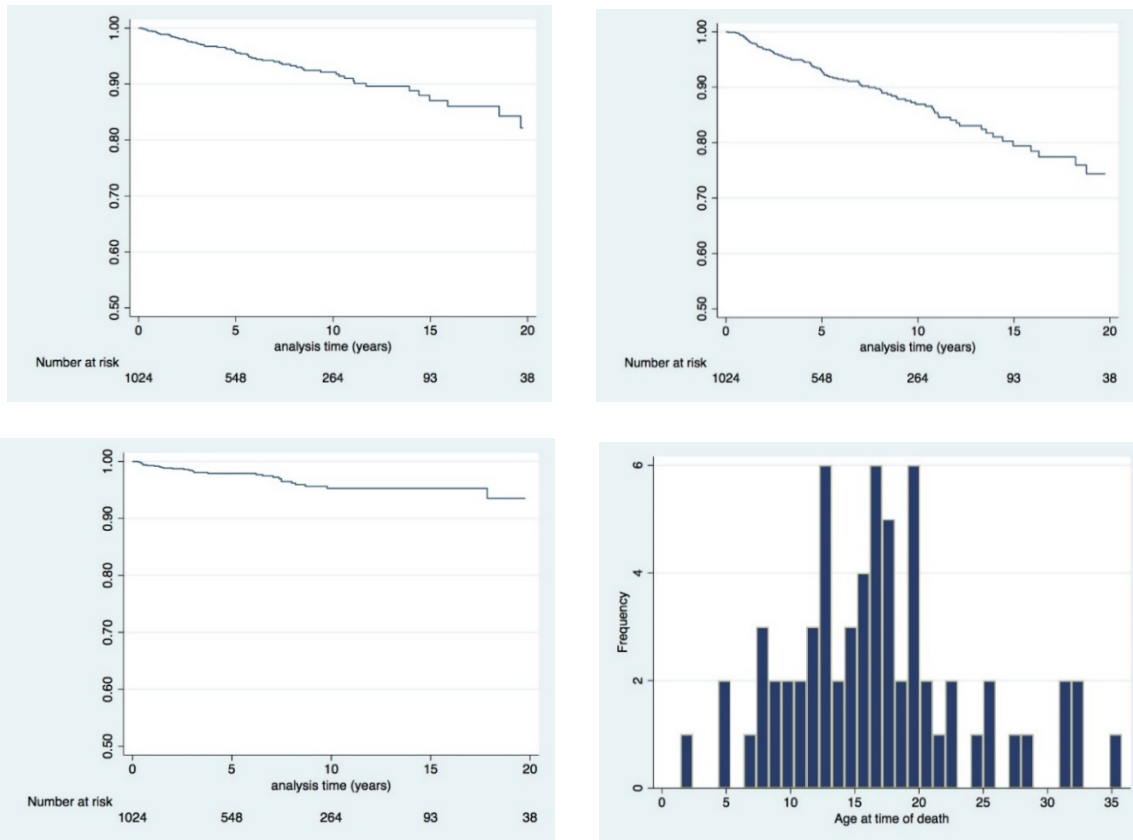 1.00
0.90
0.80
0.70
0.60
0.50
0 5 10 15 20
analysis time (years)
Number at risk
1024 548 264 93 38
1.00
0.90
0.80
0.70
0.60
0.50
0 5 10 15 20
analysis time (years)
Number at risk
1024 548 264 93 38
1.00
0.90
0.80
0.70
0.60
0.50
0 5 10 15 20
analysis time (years)
Number at risk
1024 548 264 93 38
Frequency
6
4
2
0
0 5 10 15 20 25 30 35
Age at time of death